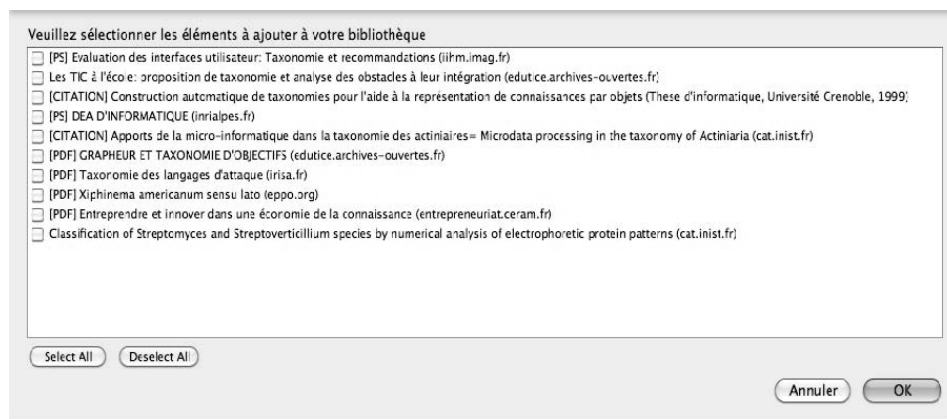 Veuillez sélectionner les éléments à ajouter à votre bibliothèque
[PS] Evaluation des interfaces utilisateur: Taxonomie et recommandations (iihm.imag.fr)
Les TIC à l'école: proposition de taxonomie et analyse des obstacles à leur intégration (edutice.archives-ouvertes.fr)
[CITATION] Construction automatique de taxonomies pour l'aide à la représentation de connaissances par objets (These d'informatique, Université Grenoble, 1999)
[PS] DEA D'INFORMATIQUE (inrialpes.fr)
[CITATION] Apports de la micro-informatique dans la taxonomie des actiniaires= Microdata processing in the taxoromy of Actiniaria (cat.inist.fr)
[PDF] GRAPHEUR ET TAXONOMIE D'OBJECTIFS (edutice.archives-ouvertes.fr)
[PDF] Taxoromie des langages d'attaque (irisa.fr)
[PDF] Xiphinema americanum sensu lato (eppo.org)
[PDF] Entreprendre et innover dans une économie de la connaissance (entrepreneuriat.ceram.fr)
Classification of Streptomyces and Streptoverticillium species by numerical analysis of electrophoretic protein patterns (cat.inist.fr)
Select All Deselect All
Annuler OK